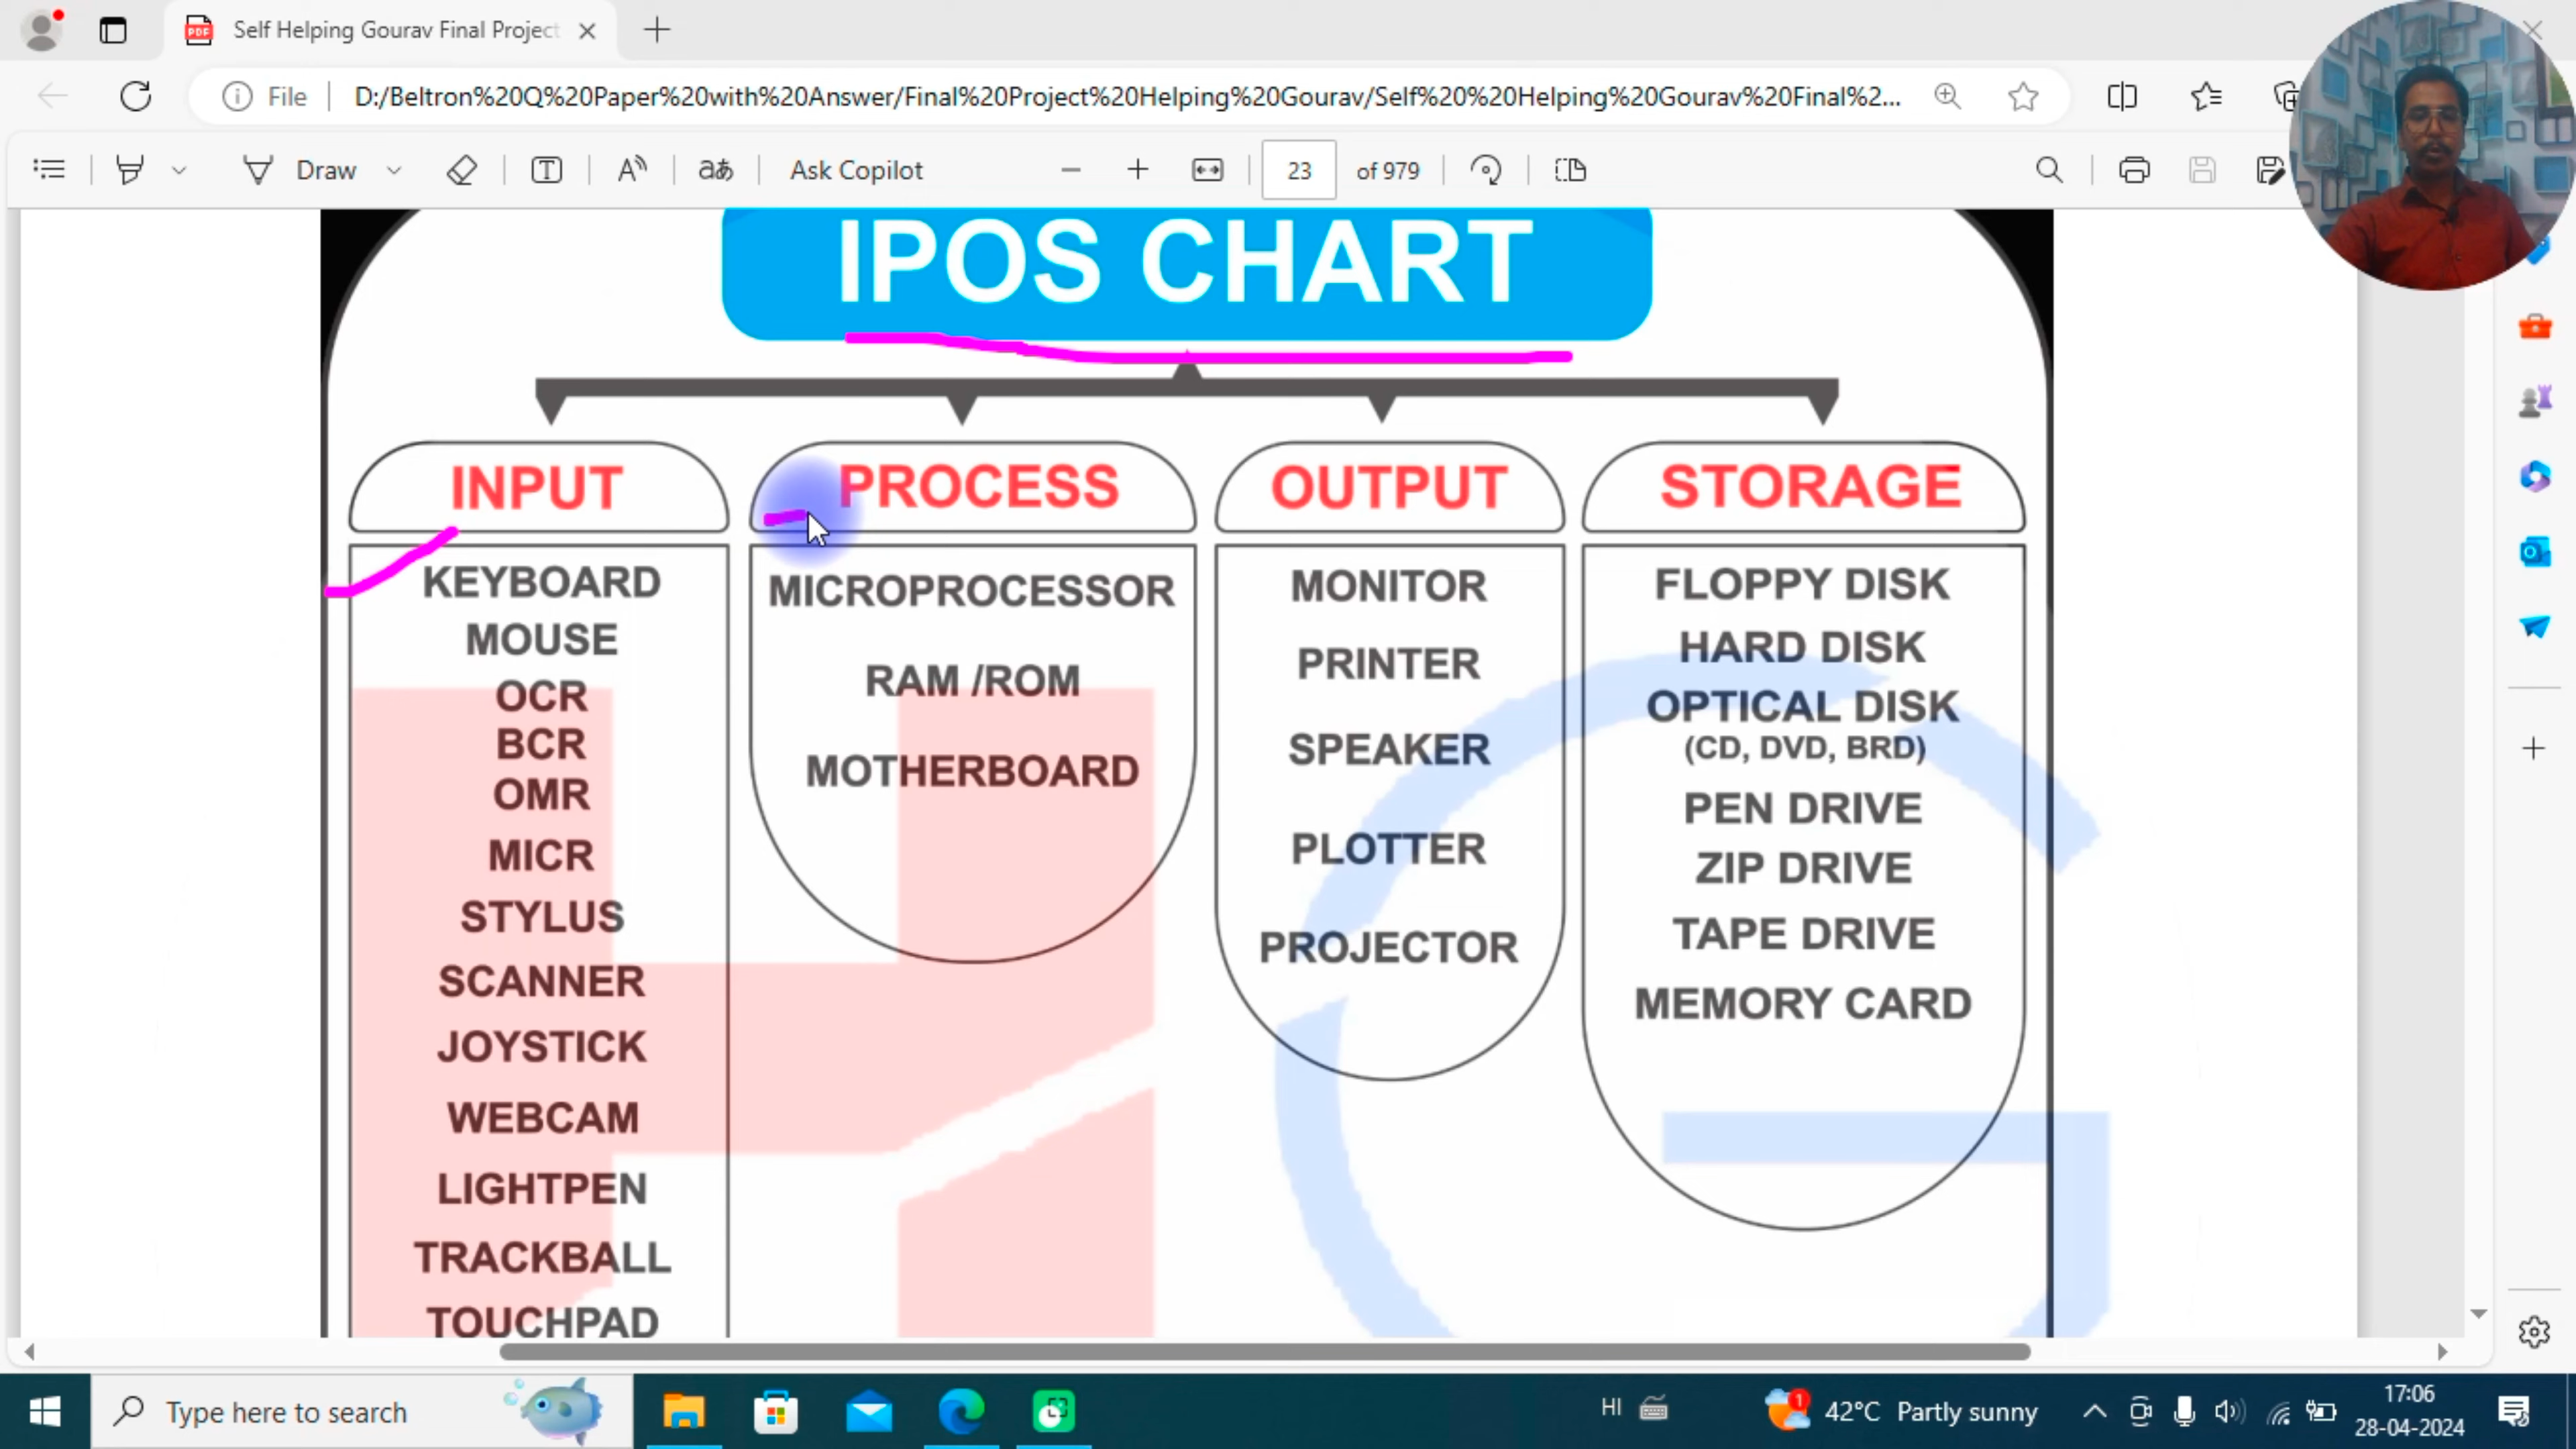 Self Helping Gourav Final Project
File
D:/Beltron%20Q%20Paper%20with%20Answer/Final%20Project%20Helping%20Gourav/Self%20%20Helping%20Gourav%20Final%2...
Draw
aあ
Ask Copilot
23 of 979
IPOS CHART
INPUT
KEYBOARD
MOUSE
OCR
BCR
OMR
MICR
STYLUS
SCANNER
JOYSTICK
WEBCAM
LIGHTPEN
TRACKBALL
TOUCHPAD
PROCESS
MICROPROCESSOR
RAM /ROM
MOTHERBOARD
OUTPUT
MONITOR
PRINTER
SPEAKER
PLOTTER
PROJECTOR
STORAGE
FLOPPY DISK
HARD DISK
OPTICAL DISK
(CD, DVD, BRD)
PEN DRIVE
ZIP DRIVE
TAPE DRIVE
MEMORY CARD
Type here to search
HI
1
42°C Partly sunny
17:06
28-04-2024